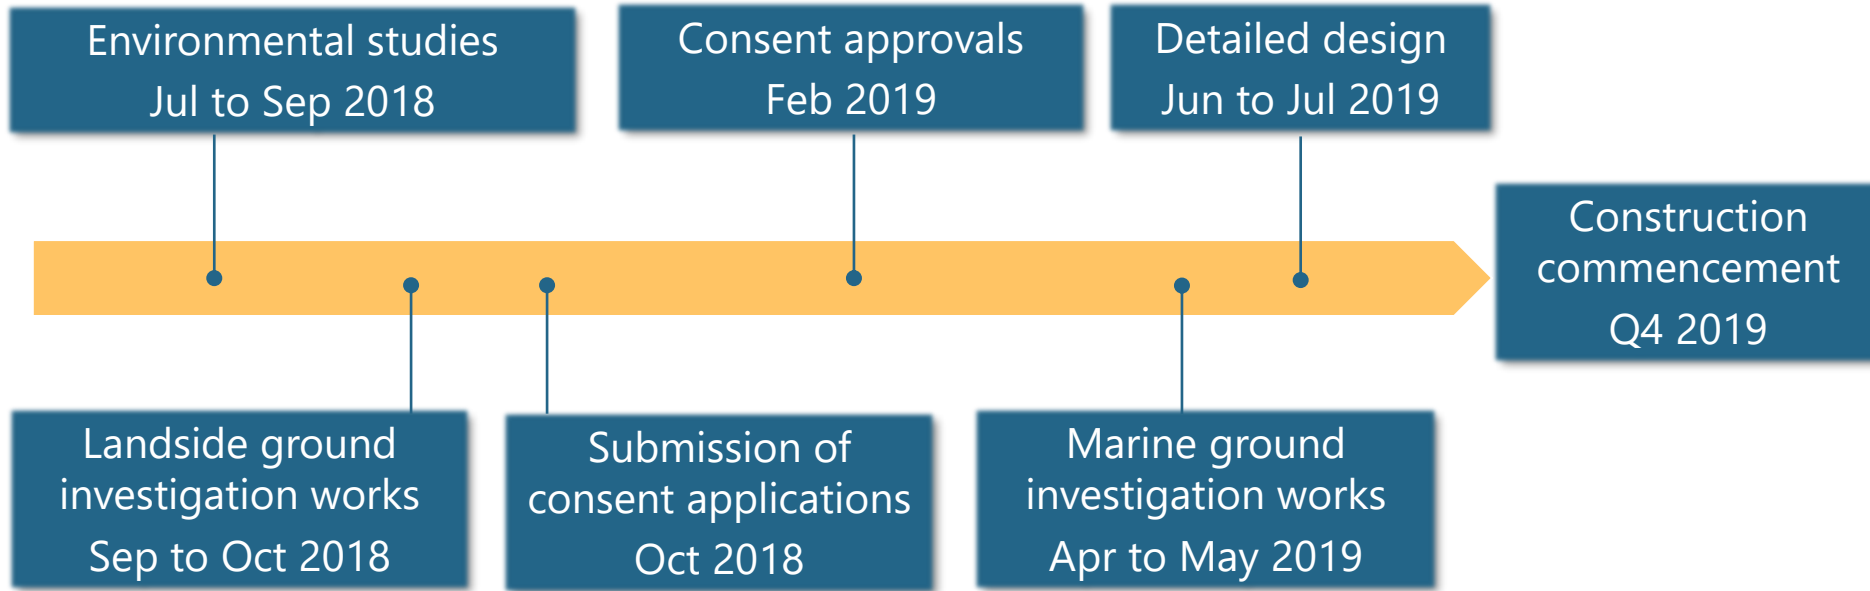 Environmental studies
Jul to Sep 2018
Consent approvals
Feb 2019
Detailed design
Jun to Jul 2019
Construction
commencement
Q4 2019
Landside ground
investigation works
Sep to Oct 2018
Submission of
consent applications
Oct 2018
Marine ground
investigation works
Apr to May 2019